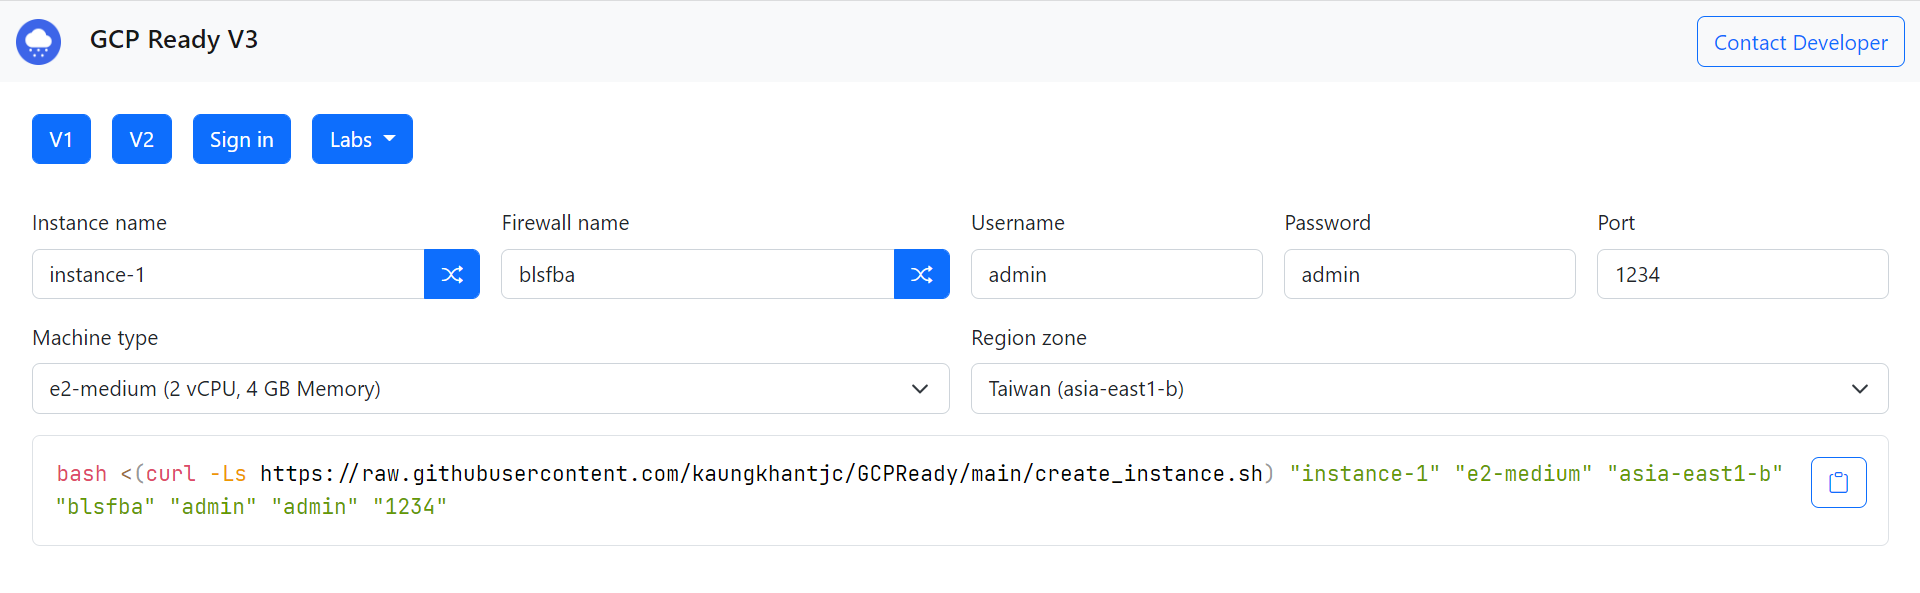 GCP Ready V3
Contact Developer
V1
V2
Sign in
Labs
Instance name
Firewall name
Username
Password
Port
instance-1
blsfba
admin
admin
1234
Machine type
Region zone
e2-medium (2 vCPU, 4 GB Memory)
Taiwan (asia-east1-b)
bash <(curl -Ls https://raw.githubusercontent.com/kaungkhantjc/GCPReady/main/create_instance.sh) "instance-1" "e2-medium" "asia-east1-b"
"blsfba" "admin" "admin" "1234"